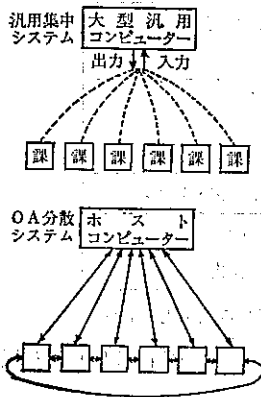 汎用集中
システム
大型汎用
コンピューター
出力 入力
課 課 課 課 課 課
OA分散
システム
ホスト
コンピューター